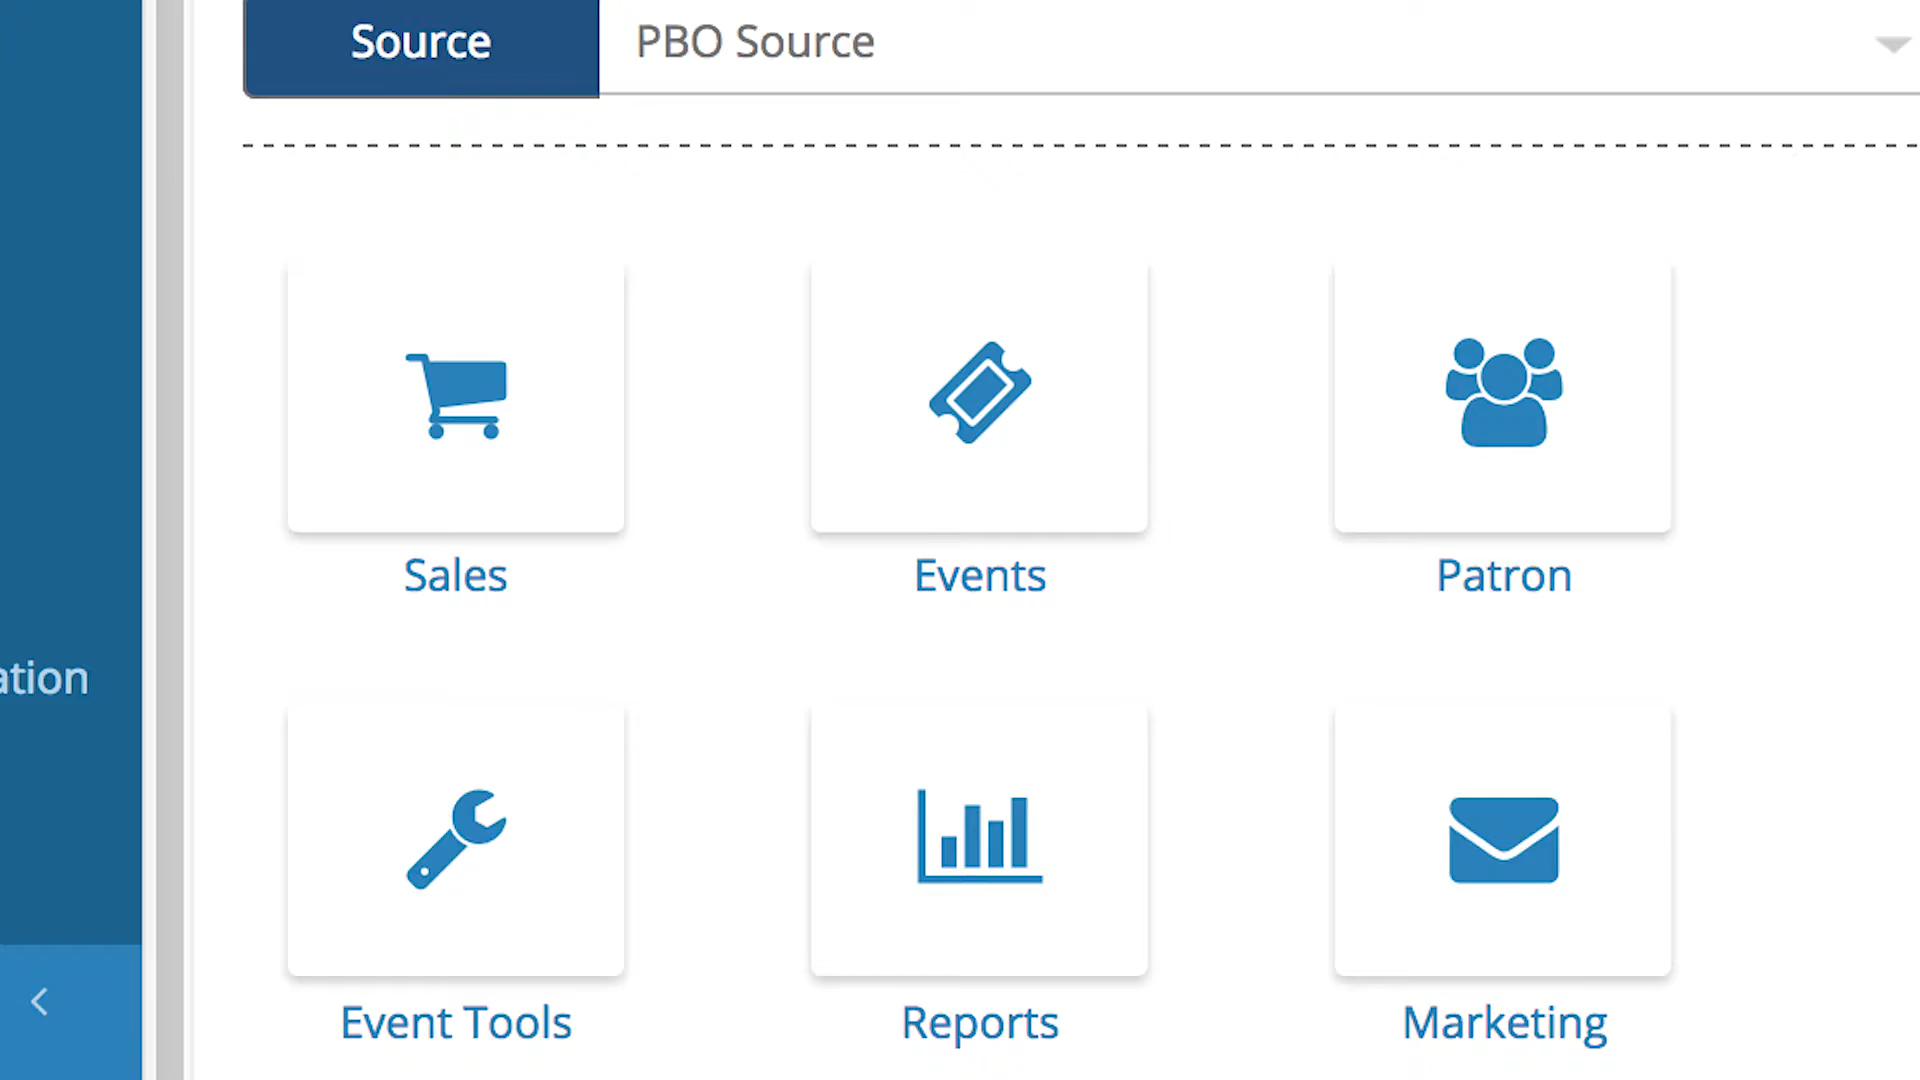 Source
PBO Source
Sales
Events
Patron
ation
Event Tools
Reports
Marketing